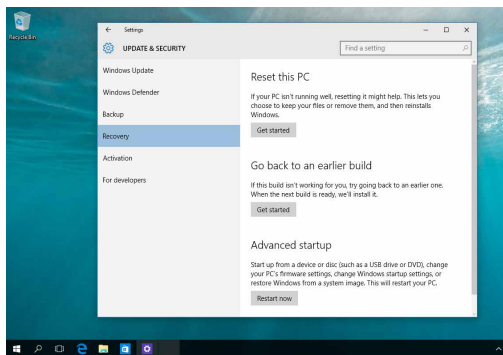 Recycle Bin
Settings
UPDATE & SECURITY
Find a setting
Windows Update
Windows Defender
Backup
Recovery
Activation
For developers
Reset this PC
If your PC isn't running well, resetting it might help. This lets you
choose to keep your files or remove them, and then reinstalls
Windows.
Get started
Go back to an earlier build
If this build isn't working for you, try going back to an earlier one.
When the next build is ready, we'll install it.
Get started
Advanced startup
Start up from a device or disc (such as a USB drive or DVD), change
your PC's firmware settings, change Windows startup settings, or
restore Windows from a system image. This will restart your PC.
Restart now